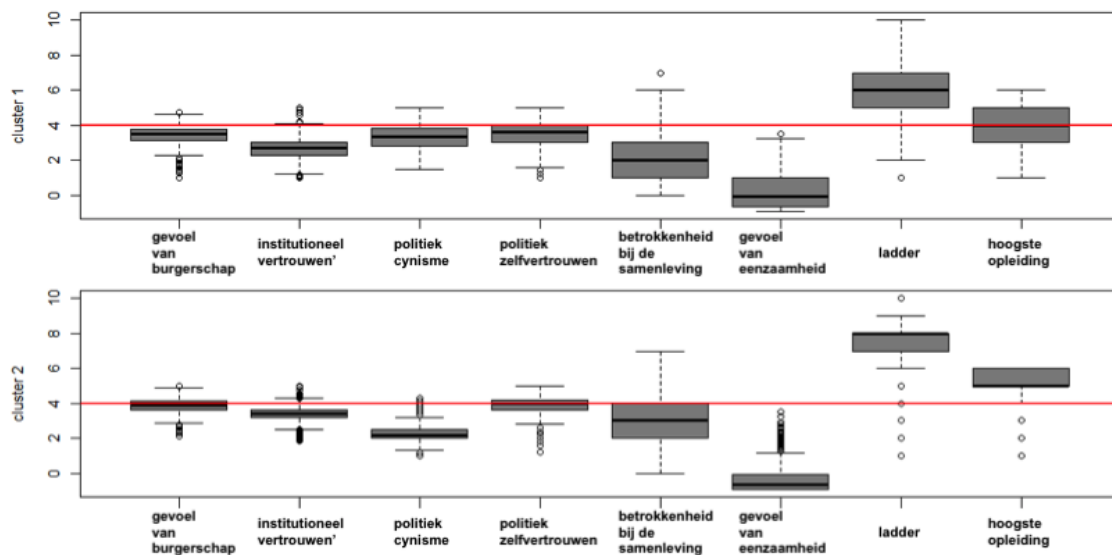 10
8
6
4
2
0
cluster 1
gevoel
van
burgerschap
institutioneel
vertrouwen’
politiek
cynisme
politiek
zelfvertrouwen
betrokkenheid
bij de
samenleving
gevoel
van
eenzaamheid
ladder
hoogste
opleiding
10
8
6
4
2
0
cluster 2
gevoel
van
burgerschap
institutioneel
vertrouwen’
politiek
cynisme
politiek
zelfvertrouwen
betrokkenheid
bij de
samenleving
gevoel
van
eenzaamheid
ladder
hoogste
opleiding